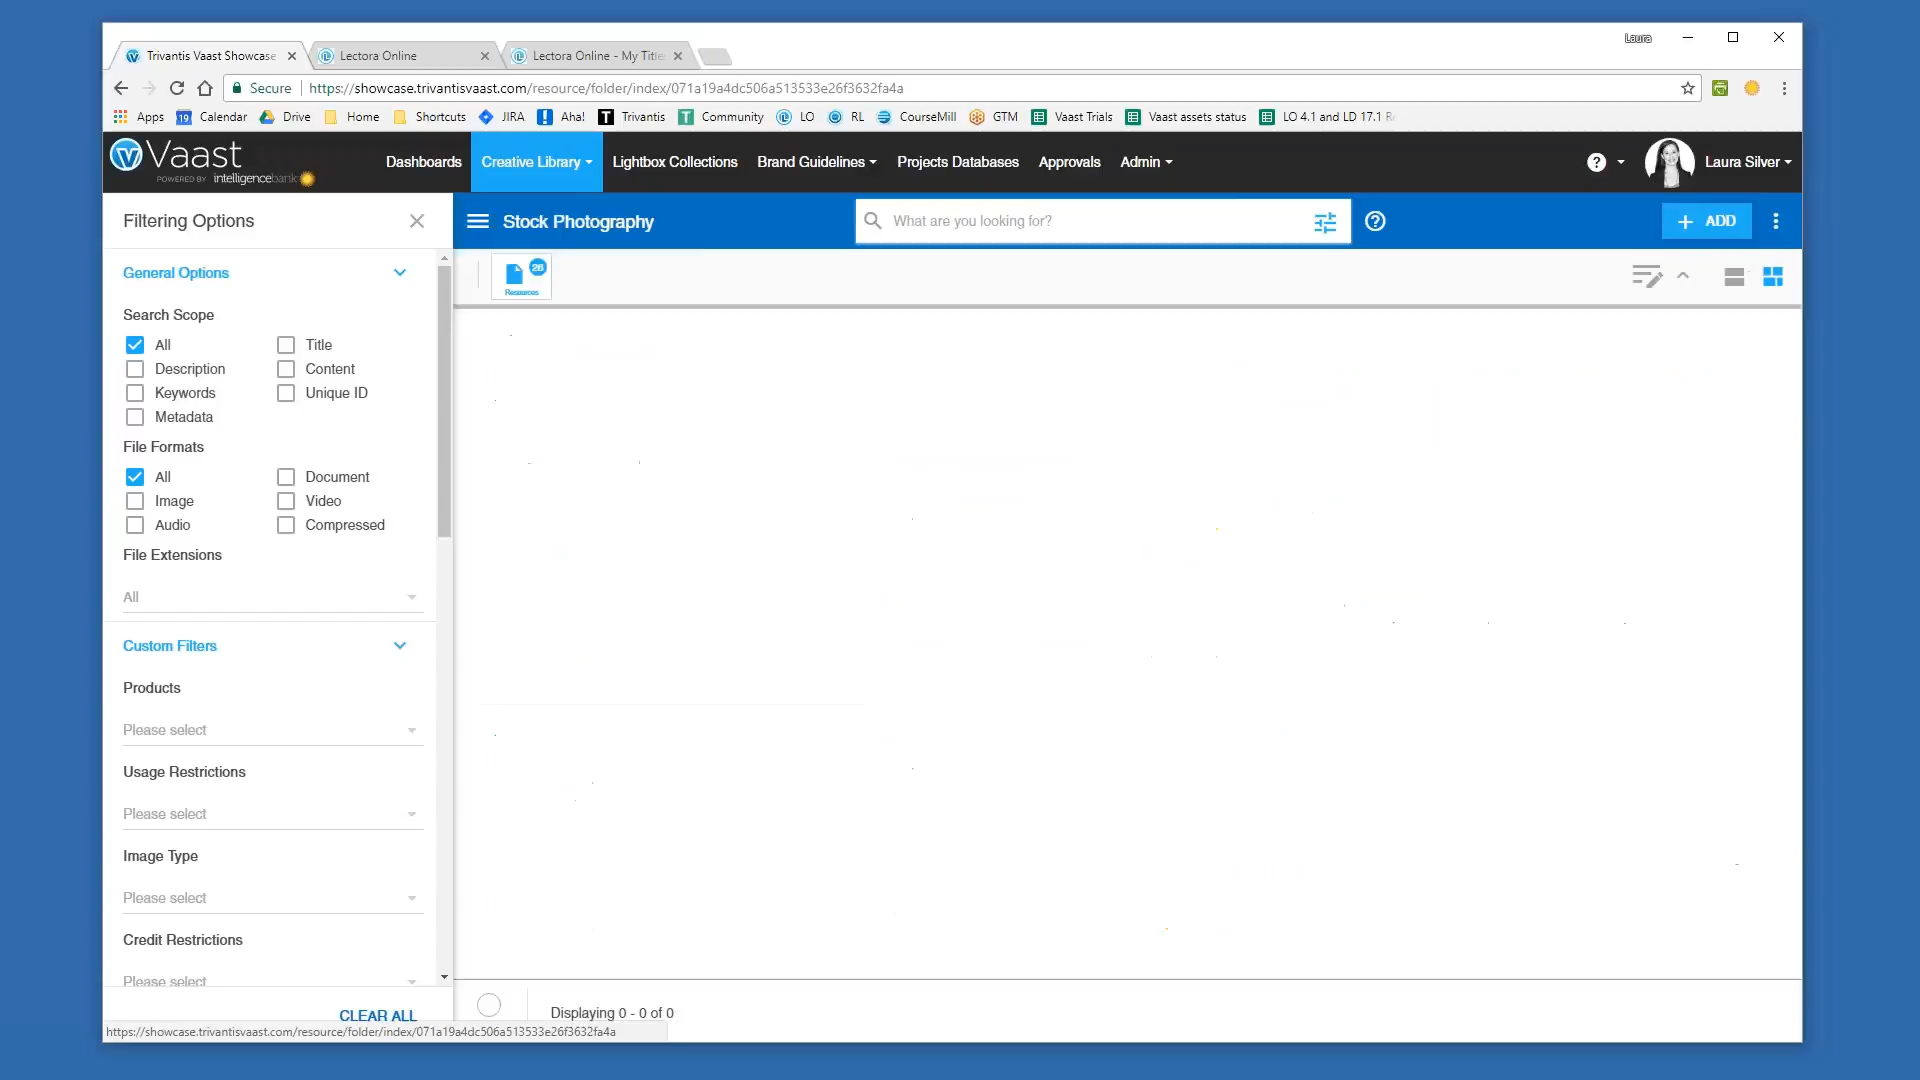 Laura
Trivantis Vaast Showcase
Lectora Online
Lectora Online - My Title
Secure https://showcase.trivantisvaast.com/resource/folder/index/071a19a4dc506a513533e26f3632fa4a
Apps 19 Calendar Drive Home Shortcuts JIRA Aha! Trivantis Community LO RL CourseMill GTM Vaast Trials Vaast assets status LO 4.1 and LD 17.1 Re
Vaast
POWERED BY intelligencebank
Dashboards Creative Library Lightbox Collections Brand Guidelines Projects Databases Approvals Admin ? Laura Silver
Filtering Options
Stock Photography What are you looking for? ? + ADD
General Options
26
Resources
Search Scope
All Title
Description Content
Keywords Unique ID
Metadata
File Formats
All Document
Image Video
Audio Compressed
File Extensions
All
Custom Filters
Products
Please select
Usage Restrictions
Please select
Image Type
Please select
Credit Restrictions
Please select
CLEAR ALL
Displaying 0 - 0 of 0
https://showcase.trivantisvaast.com/resource/folder/index/071a19a4dc506a513533e26f3632fa4a